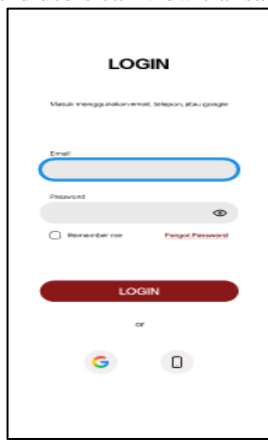 LOGIN
Masuk menggunakan email, telepon, atau google
Email
Password
Remember me Forgot Password
LOGIN
or